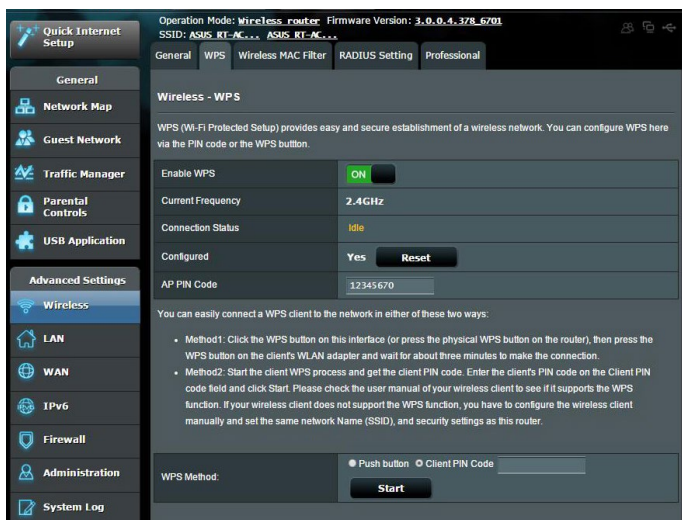 Quick Internet Setup
Operation Mode: Wireless router Firmware Version: 3.0.0.4.378_6701
SSID: ASUS RT-AC... ASUS RT-AC...
General WPS Wireless MAC Filter RADIUS Setting Professional
General
Network Map
Guest Network
Traffic Manager
Parental Controls
USB Application
Advanced Settings
Wireless
LAN
WAN
IPv6
Firewall
Administration
System Log
Wireless - WPS
WPS (Wi-Fi Protected Setup) provides easy and secure establishment of a wireless network. You can configure WPS here
via the PIN code or the WPS buttton.
Enable WPS ON
Current Frequency 2.4GHz
Connection Status Idle
Configured Yes Reset
AP PIN Code 12345670
You can easily connect a WPS client to the network in either of these two ways:
• Method1: Click the WPS button on this interface (or press the physical WPS button on the router), then press the
WPS button on the client's WLAN adapter and wait for about three minutes to make the connection.
• Method2: Start the client WPS process and get the client PIN code. Enter the client's PIN code on the Client PIN
code field and click Start. Please check the user manual of your wireless client to see if it supports the WPS
function. If your wireless client does not support the WPS function, you have to configure the wireless client
manually and set the same network Name (SSID), and security settings as this router.
WPS Method: Push button Client PIN Code
Start